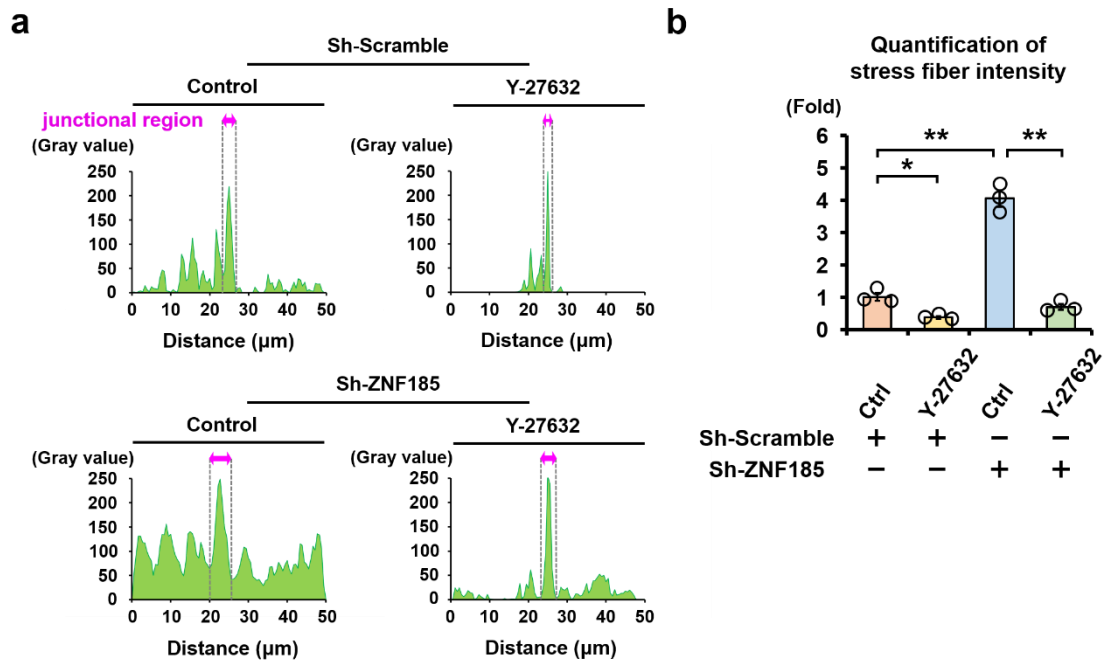 a
Sh-Scramble
Control
Y-27632
junctional region
(Gray value)
(Gray value)
250
200
150
100
50
0
0 10 20 30 40 50
Distance (µm)
250
200
150
100
50
0
0 10 20 30 40 50
Distance (µm)
Sh-ZNF185
Control
Y-27632
(Gray value)
(Gray value)
250
200
150
100
50
0
0 10 20 30 40 50
Distance (µm)
250
200
150
100
50
0
0 10 20 30 40 50
Distance (µm)
b
Quantification of
stress fiber intensity
(Fold)
6
5
4
3
2
1
0
** **
*
Ctrl Y-27632 Ctrl Y-27632
Sh-Scramble + + − −
Sh-ZNF185 − − + +